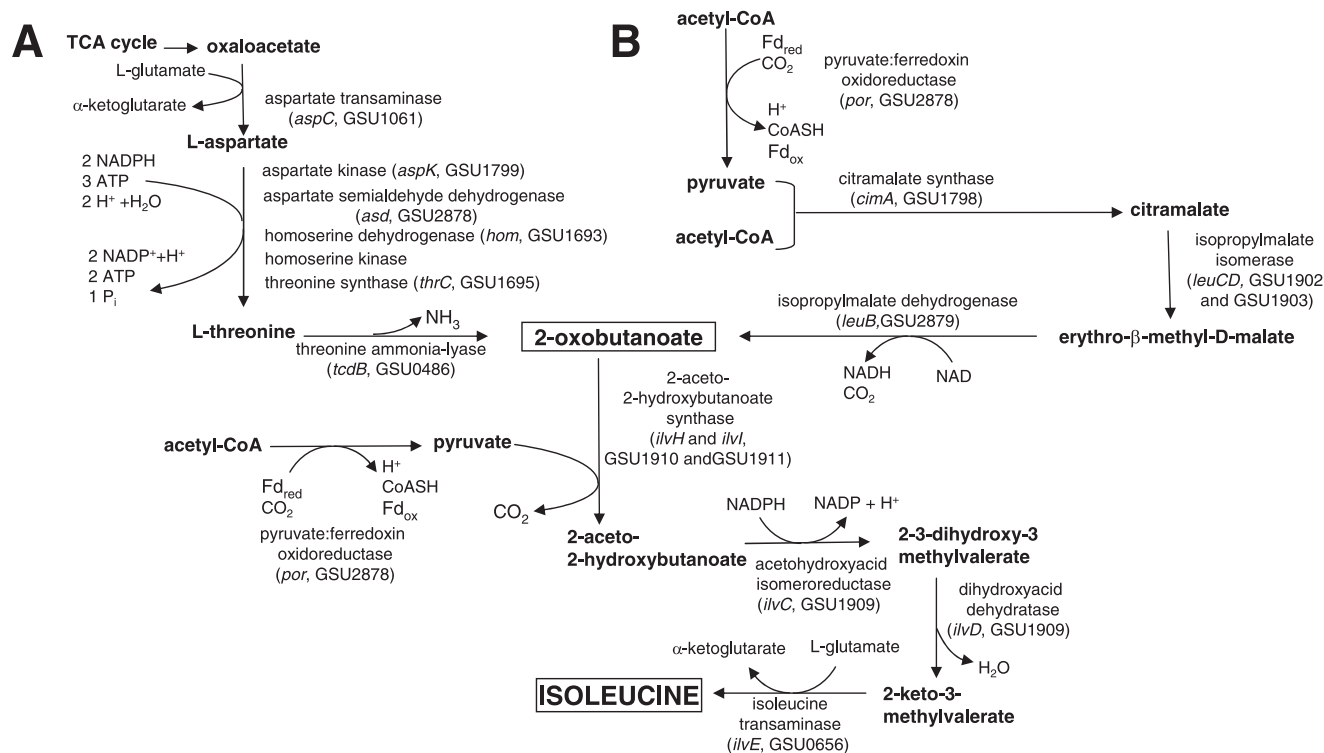 A
TCA cycle
oxaloacetate
L-glutamate
α-ketoglutarate
aspartate transaminase
(aspC, GSU1061)
L-aspartate
2 NADPH
3 ATP
2 H⁺ +H₂O
aspartate kinase (aspK, GSU1799)
aspartate semialdehyde dehydrogenase
(asd, GSU2878)
homoserine dehydrogenase (hom, GSU1693)
homoserine kinase
threonine synthase (thrC, GSU1695)
2 NADP⁺+H⁺
2 ATP
1 Pᵢ
L-threonine
NH₃
threonine ammonia-lyase
(tcdB, GSU0486)
2-oxobutanoate
B
acetyl-CoA
Fd_red
CO₂
pyruvate:ferredoxin
oxidoreductase
(por, GSU2878)
H⁺
CoASH
Fd_ox
pyruvate
acetyl-CoA
citramalate synthase
(cimA, GSU1798)
citramalate
isopropylmalate
isomerase
(leuCD, GSU1902
and GSU1903)
erythro-β-methyl-D-malate
isopropylmalate dehydrogenase
(leuB,GSU2879)
NADH
CO₂
NAD
2-aceto-
2-hydroxybutanoate
synthase
(ilvH and ilvI,
GSU1910 andGSU1911)
acetyl-CoA
pyruvate
Fd_red
CO₂
H⁺
CoASH
Fd_ox
pyruvate:ferredoxin
oxidoreductase
(por, GSU2878)
CO₂
2-aceto-
2-hydroxybutanoate
NADPH
NADP + H⁺
acetohydroxyacid
isomeroreductase
(ilvC, GSU1909)
2-3-dihydroxy-3
methylvalerate
dihydroxyacid
dehydratase
(ilvD, GSU1909)
H₂O
2-keto-3-
methylvalerate
α-ketoglutarate
L-glutamate
isoleucine
transaminase
(ilvE, GSU0656)
ISOLEUCINE